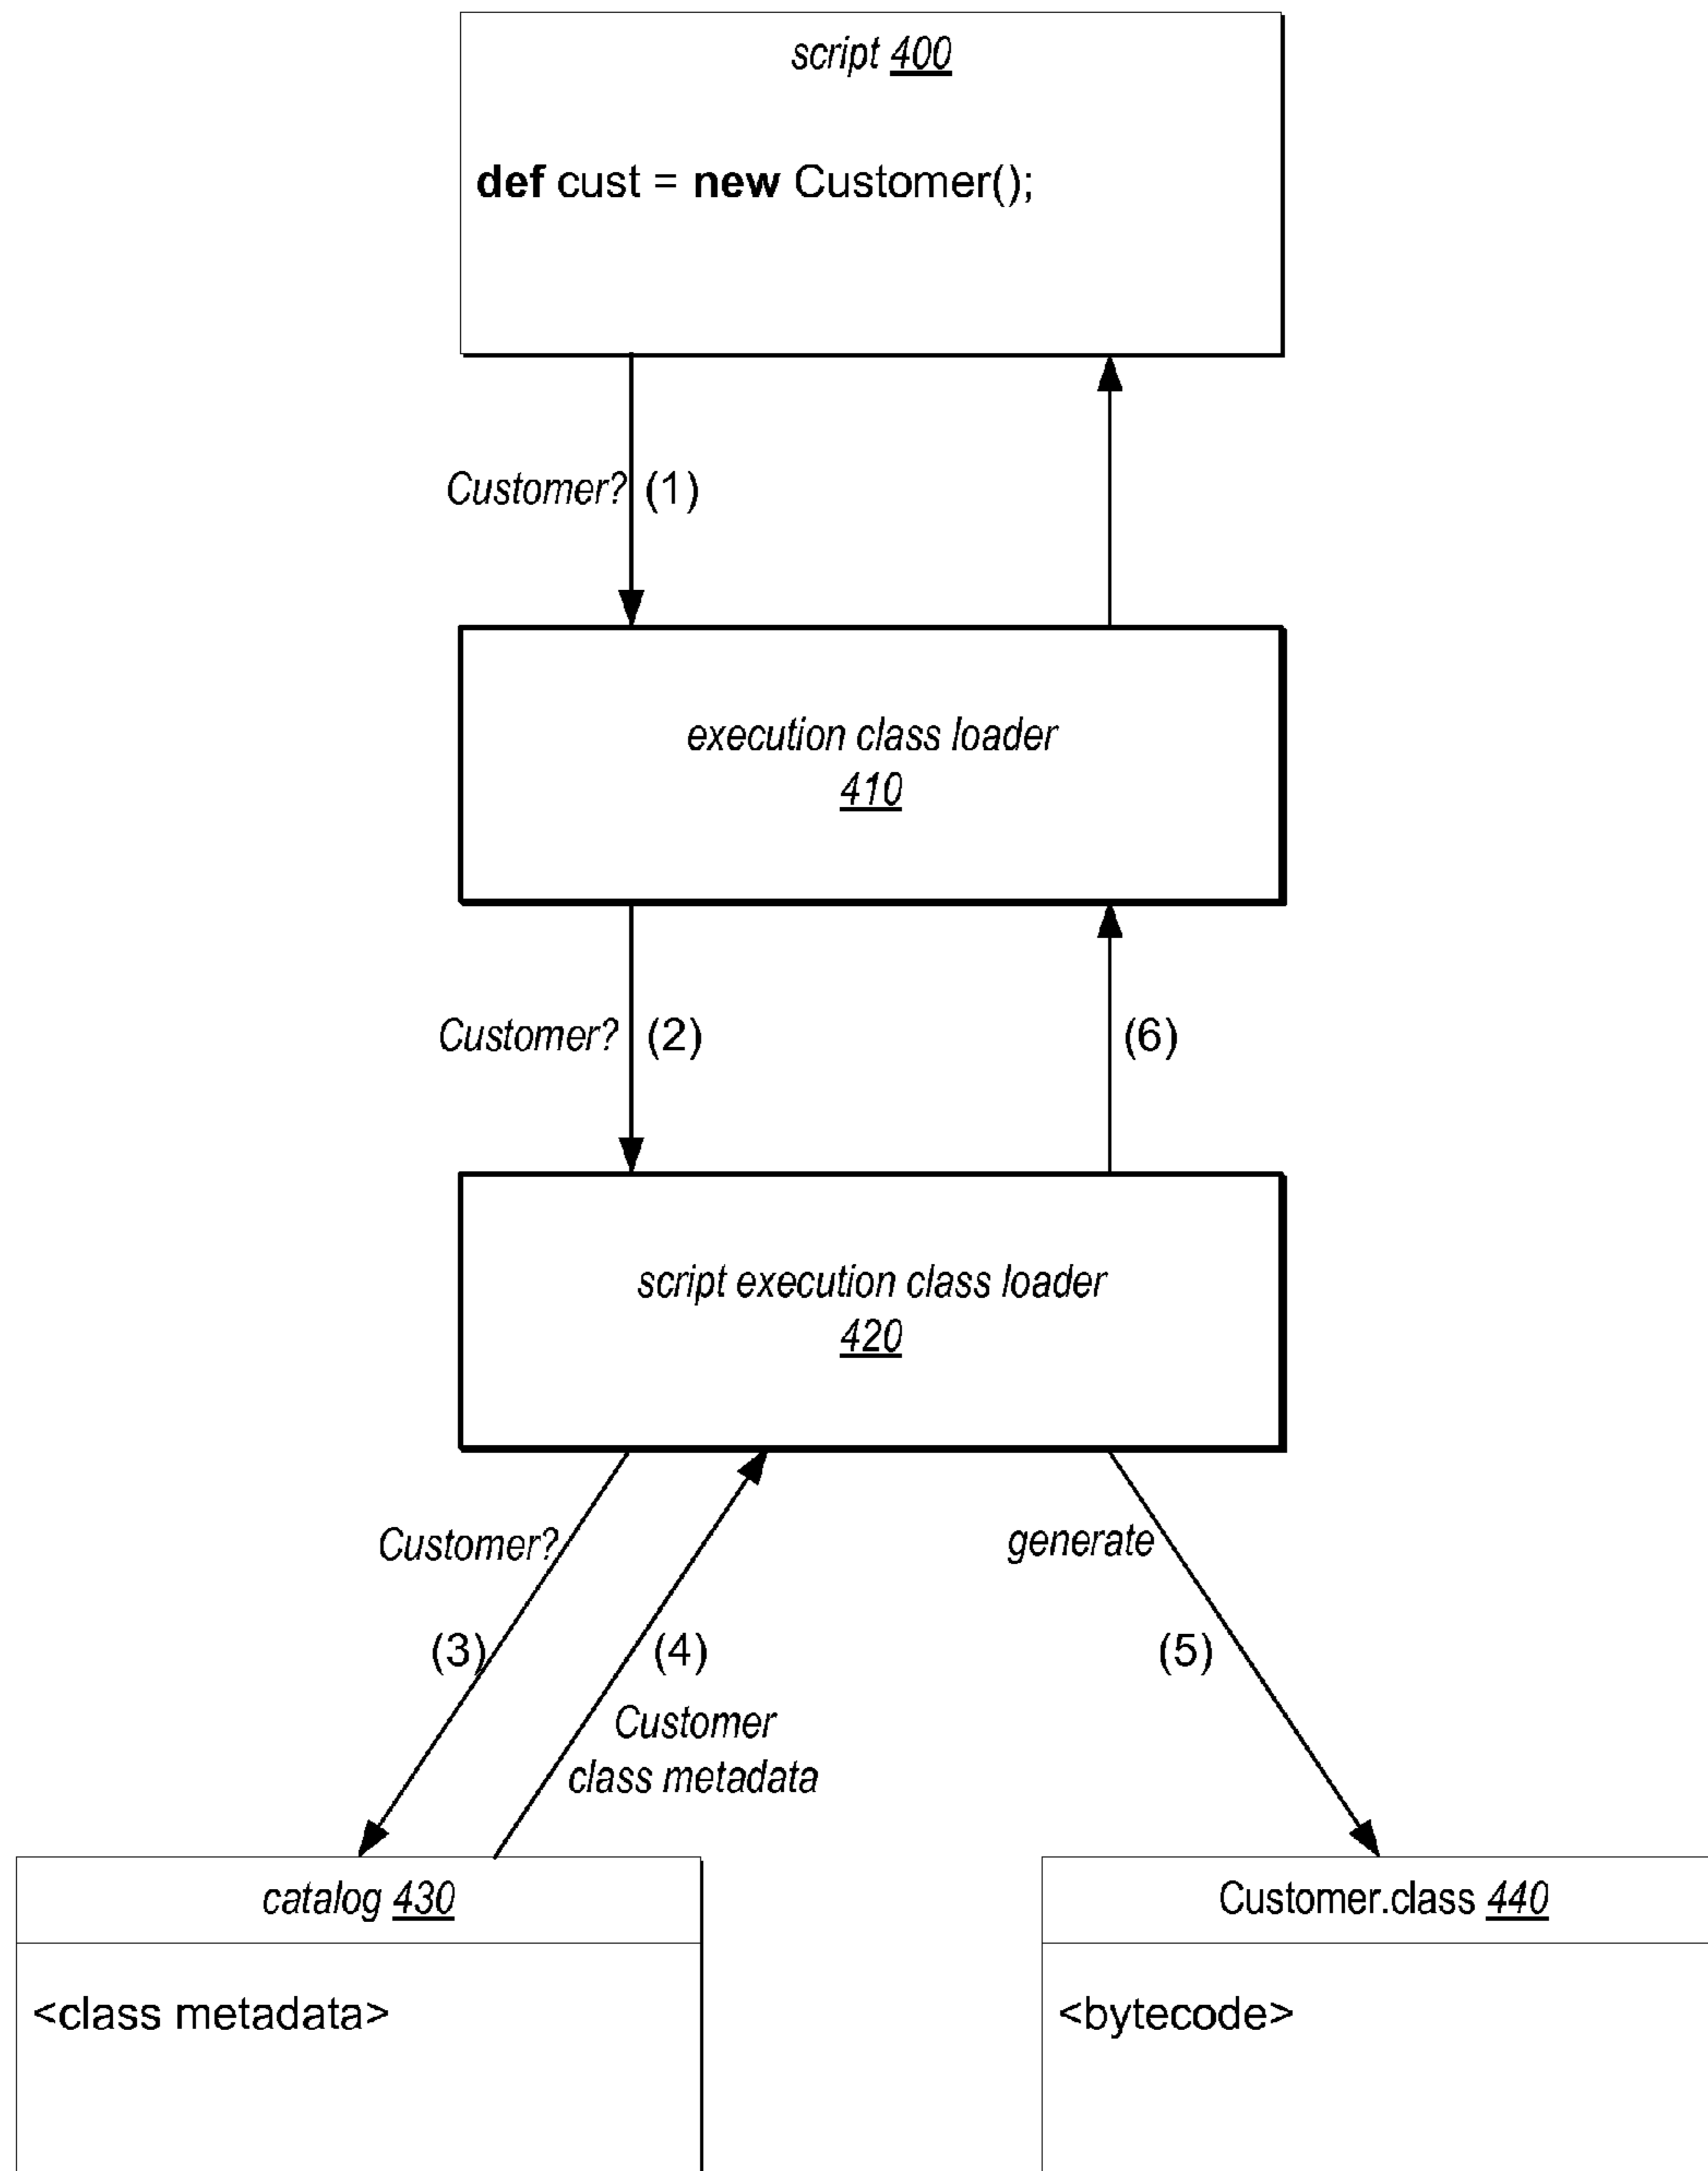 script 400
def cust = new Customer();
Customer? (1)
execution class loader
410
Customer? (2)
(6)
script execution class loader
420
Customer?
generate
(3)
(4)
(5)
Customer
class metadata
catalog 430
Customer.class 440
<class metadata>
<bytecode>